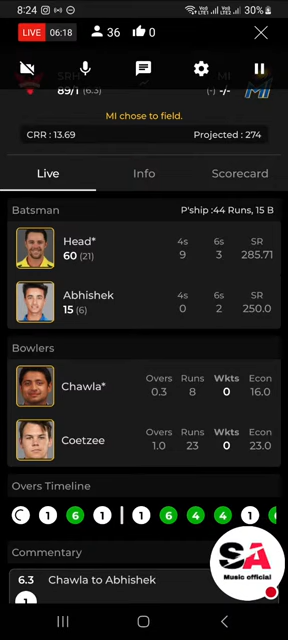 8:24
30%
LIVE 06:18 36 0
SRH MI
89/1 (6.3) (-) -/-
MI
MI chose to field.
CRR : 13.69 Projected : 274
Live Info Scorecard
Batsman P'ship :44 Runs, 15 B
Head* 4s 6s SR
60 (21) 9 3 285.71
Abhishek 4s 6s SR
15 (6) 0 2 250.0
Bowlers
Chawla* Overs Runs Wkts Econ
0.3 8 0 16.0
Coetzee Overs Runs Wkts Econ
1.0 23 0 23.0
Overs Timeline
1 6 1 1 6 4 4 1
Commentary
6.3 Chawla to Abhishek
1
SA
Music official